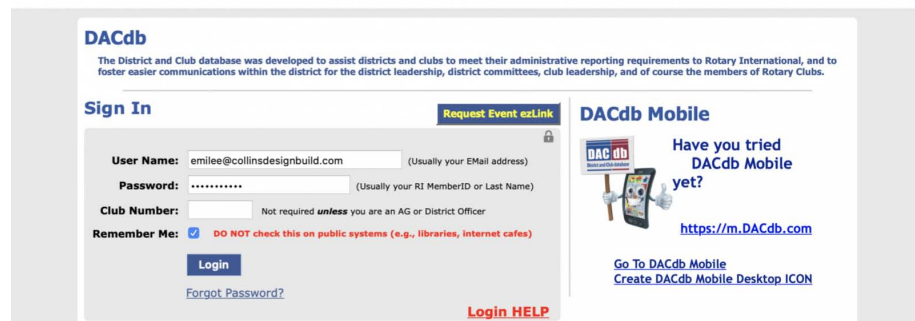 DACdb
The District and Club database was developed to assist districts and clubs to meet their administrative reporting requirements to Rotary International, and to
foster easier communications within the district for the district leadership, district committees, club leadership, and of course the members of Rotary Clubs.
Sign In
Request Event ezLink
User Name: emilee@collinsdesignbuild.com (Usually your EMail address)
Password: ••••••••••• (Usually your RI MemberID or Last Name)
Club Number: Not required unless you are an AG or District Officer
Remember Me: DO NOT check this on public systems (e.g., libraries, internet cafes)
Login
Forgot Password?
Login HELP
DACdb Mobile
DAC db
District and Club database
Have you tried
DACdb Mobile
yet?
https://m.DACdb.com
Go To DACdb Mobile
Create DACdb Mobile Desktop ICON